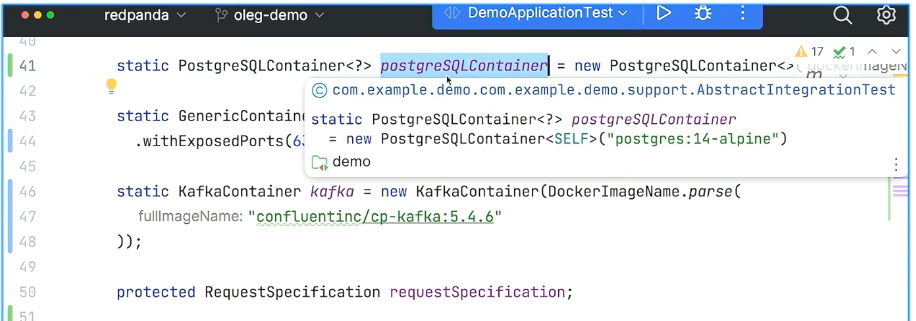 redpanda oleg-demo DemoApplicationTest
40
41 static PostgreSQLContainer<?> postgreSQLContainer = new PostgreSQLContainer<>(
17 1
42
com.example.demo.com.example.demo.support.AbstractIntegrationTest
43 static GenericContain
static PostgreSQLContainer<?> postgreSQLContainer
44 .withExposedPorts(6
= new PostgreSQLContainer<SELF>("postgres:14-alpine")
45
demo
46 static KafkaContainer kafka = new KafkaContainer(DockerImageName.parse(
47 fullImageName: "confluentinc/cp-kafka:5.4.6"
48 ));
49
50 protected RequestSpecification requestSpecification;
51